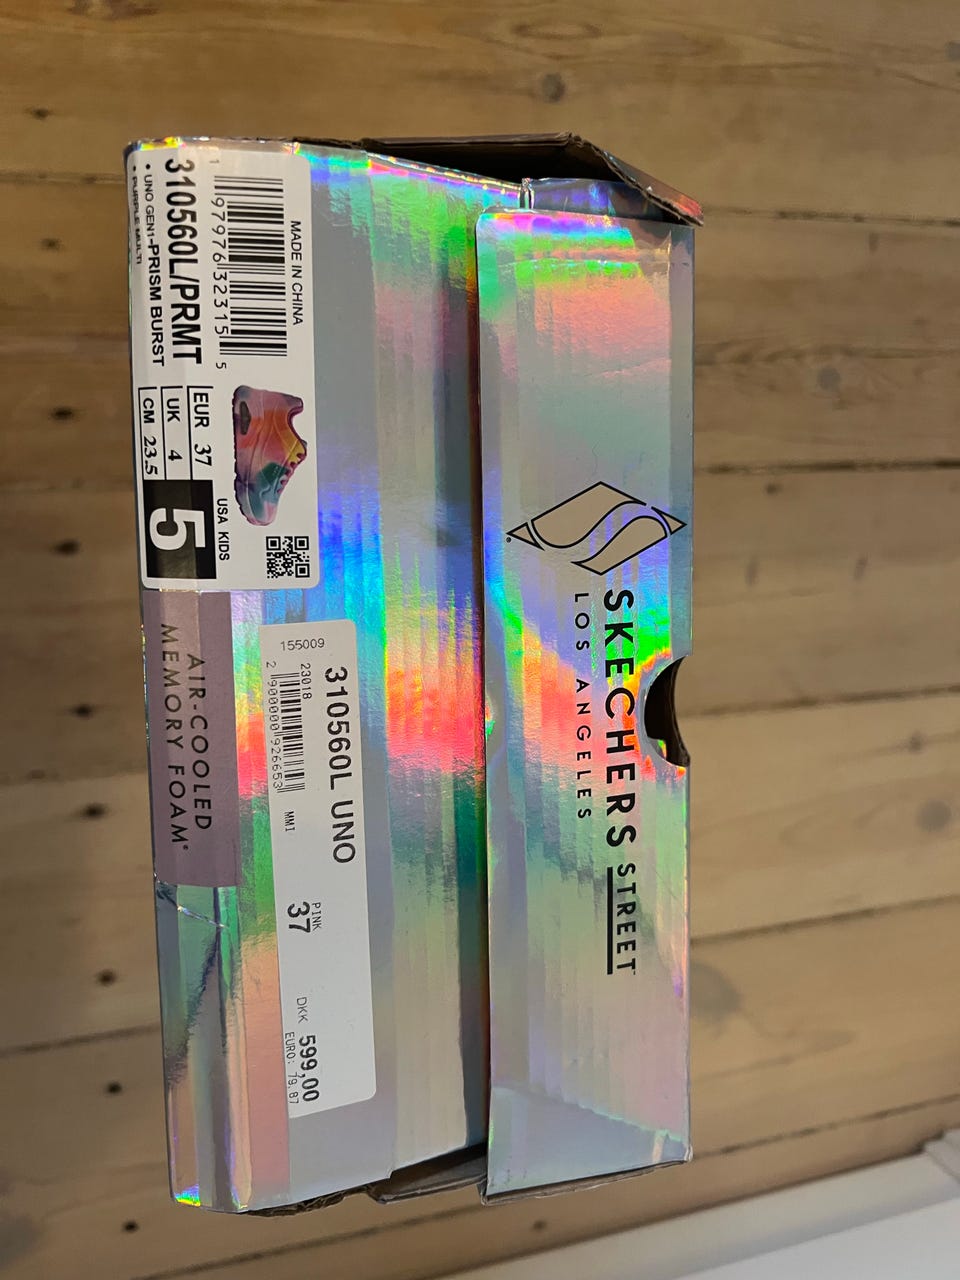 SKECHERS STREET
LOS ANGELES
®
MADE IN CHINA
1 97976 32315 5
310560L/PRMT
• UNO GEN1-PRISM BURST
• PURPLE MULTI
EUR 37
UK 4
CM 23.5
USA KIDS
5
310560L UNO
155009
23018
2 900000 926653
MMI
PINK
37
DKK 599,00
EURO: 79.87
AIR-COOLED
MEMORY FOAM®